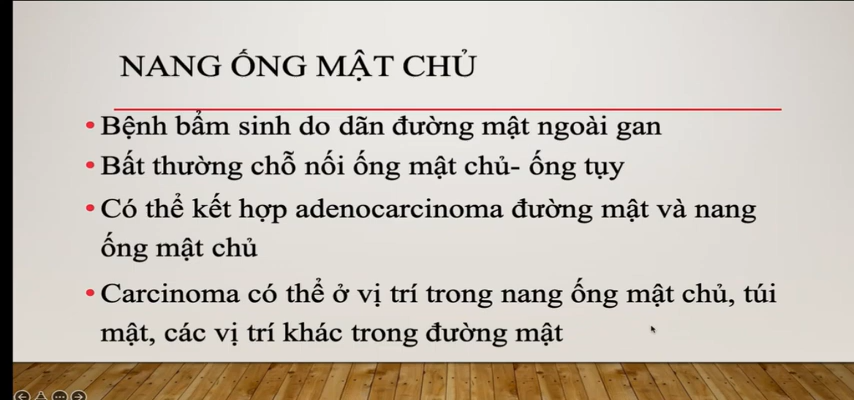 NANG ỐNG MẬT CHỦ
• Bệnh bẩm sinh do dãn đường mật ngoài gan
• Bất thường chỗ nối ống mật chủ- ống tụy
• Có thể kết hợp adenocarcinoma đường mật và nang
ống mật chủ
• Carcinoma có thể ở vị trí trong nang ống mật chủ, túi
mật, các vị trí khác trong đường mật